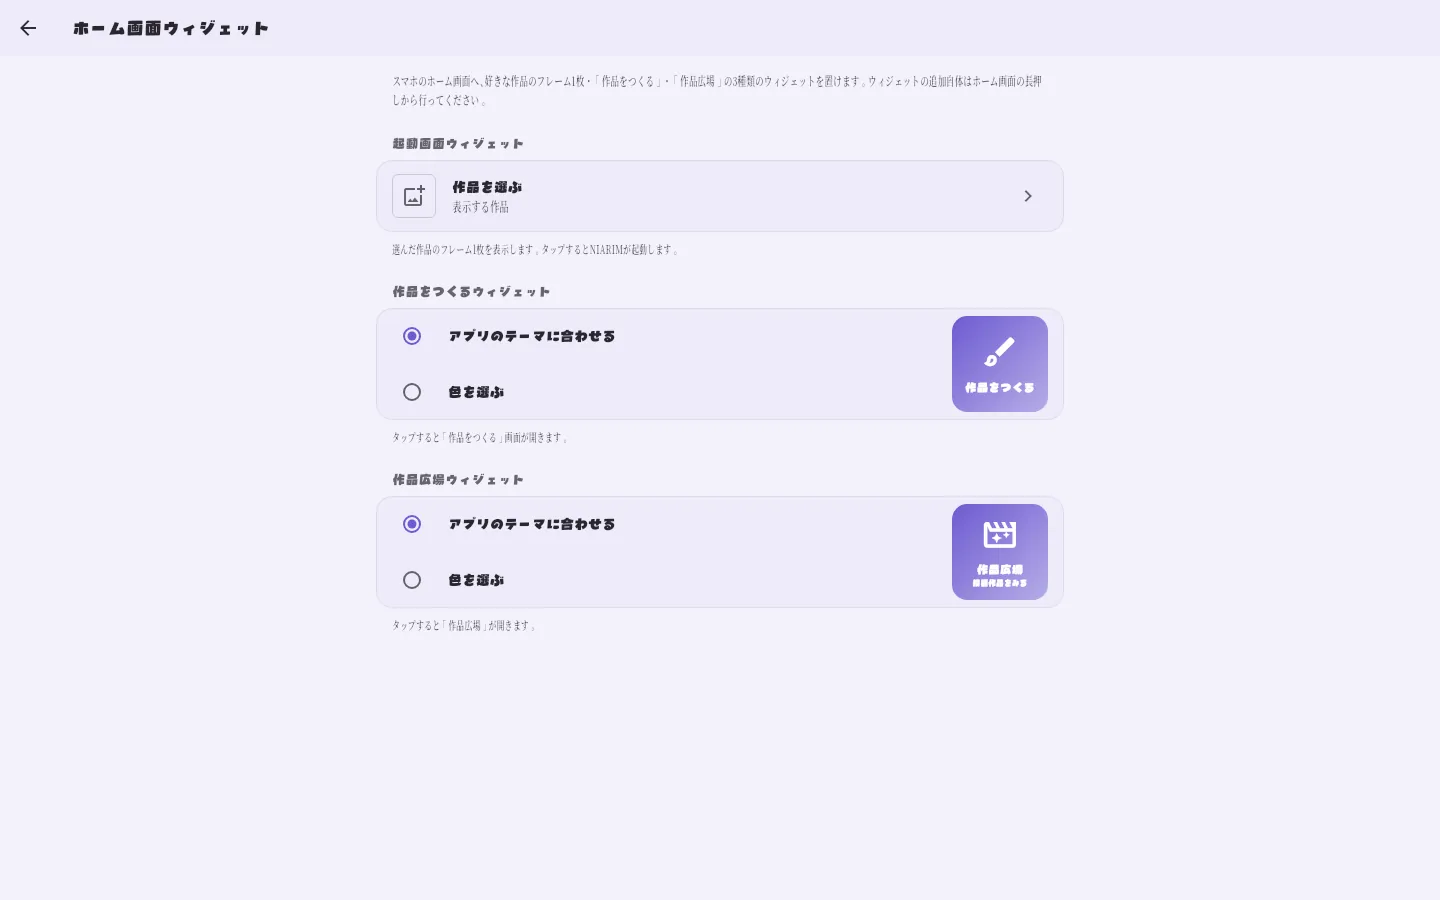 ホーム画面ウィジェット
スマホのホーム画面へ、好きな作品のフレーム1枚・「作品をつくる」・「作品広場」の3種類のウィジェットを置けます。ウィジェットの追加自体はホーム画面の長押
しから行ってください。
起動画面ウィジェット
作品を選ぶ
表示する作品
選んだ作品のフレーム1枚を表示します。タップするとNIARIMが起動します。
作品をつくるウィジェット
アプリのテーマに合わせる
作品をつくる
色を選ぶ
タップすると「作品をつくる」画面が開きます。
作品広場ウィジェット
アプリのテーマに合わせる
作品広場
色を選ぶ
タップすると「作品広場」が開きます。